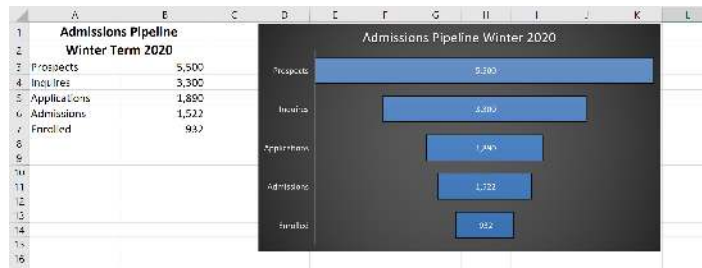 A B C D E F G H I J K L
1 Admissions Pipeline
2 Winter Term 2020
3 Prospects 5,500
4 Inquires 3,300
5 Applications 1,890
6 Admissions 1,522
7 Enrolled 932
8
9
10
11
12
13
14
15
16
Admissions Pipeline Winter 2020
Prospects 5,500
Inquires 3,300
Applications 1,890
Admissions 1,522
Enrolled 932